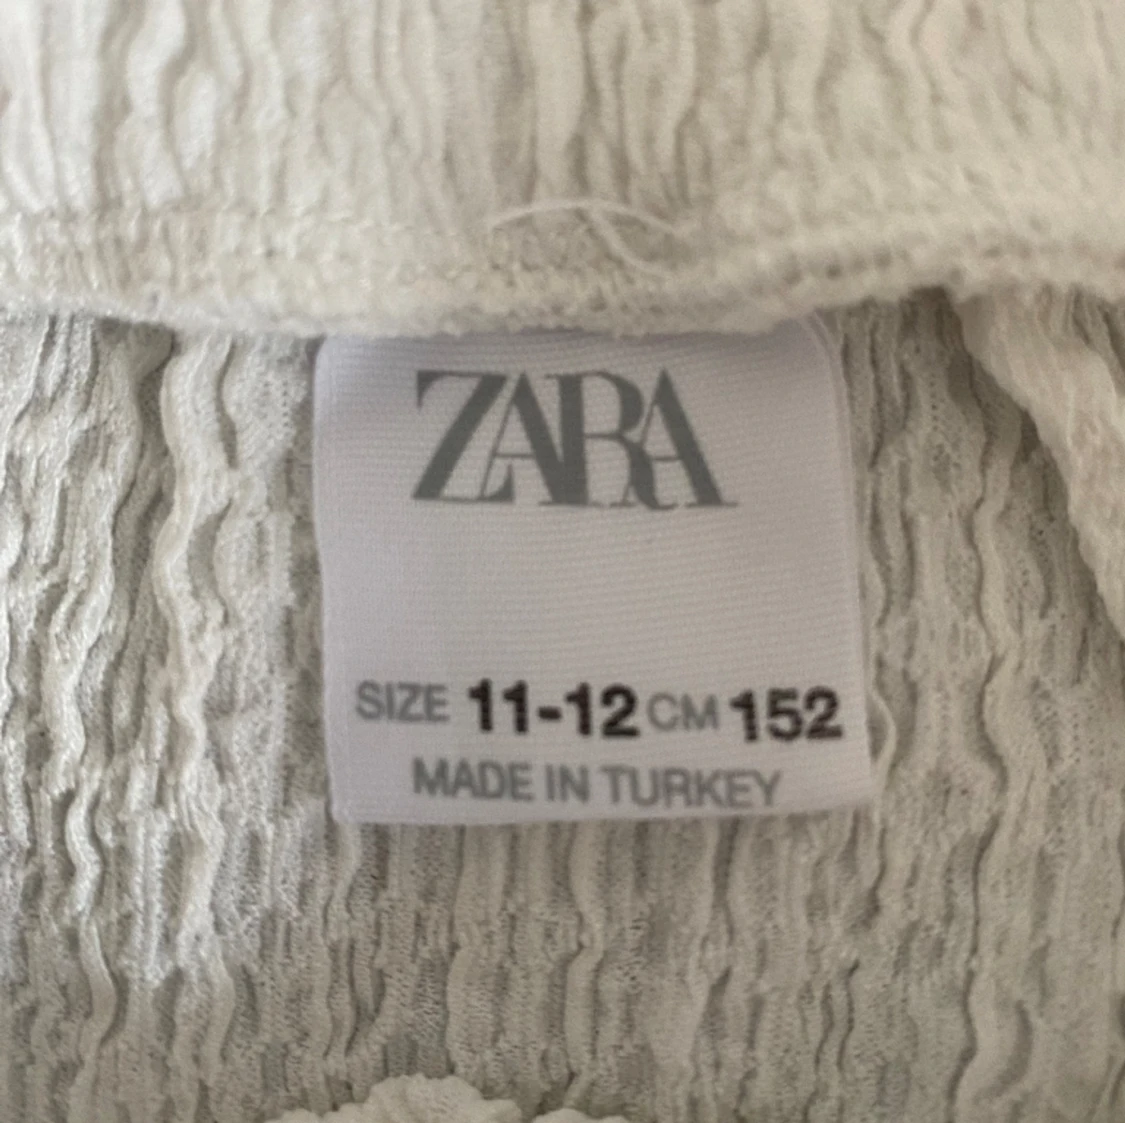 ZARA
SIZE 11-12 CM 152
MADE IN TURKEY